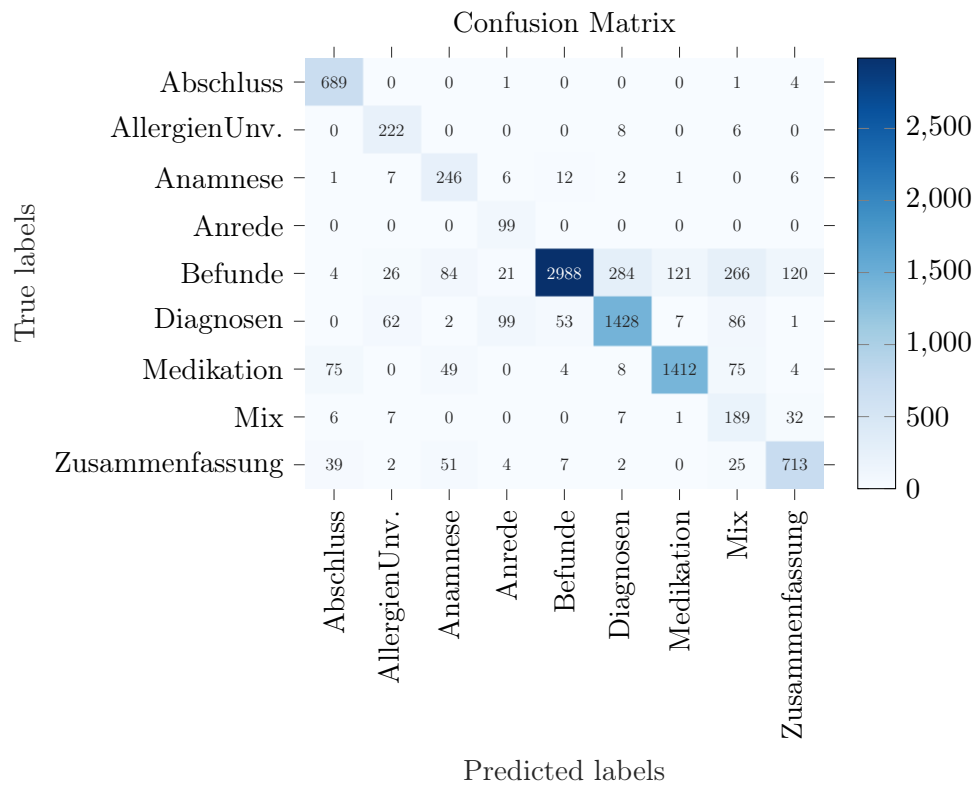 Confusion Matrix
True labels
Abschluss 689 0 0 1 0 0 0 1 4
AllergienUnv. 0 222 0 0 0 8 0 6 0
Anamnese 1 7 246 6 12 2 1 0 6
Anrede 0 0 0 99 0 0 0 0 0
Befunde 4 26 84 21 2988 284 121 266 120
Diagnosen 0 62 2 99 53 1428 7 86 1
Medikation 75 0 49 0 4 8 1412 75 4
Mix 6 7 0 0 0 7 1 189 32
Zusammenfassung 39 2 51 4 7 2 0 25 713
Abschluss
AllergienUnv.
Anamnese
Anrede
Befunde
Diagnosen
Medikation
Mix
Zusammenfassung
Predicted labels
2,500
2,000
1,500
1,000
500
0